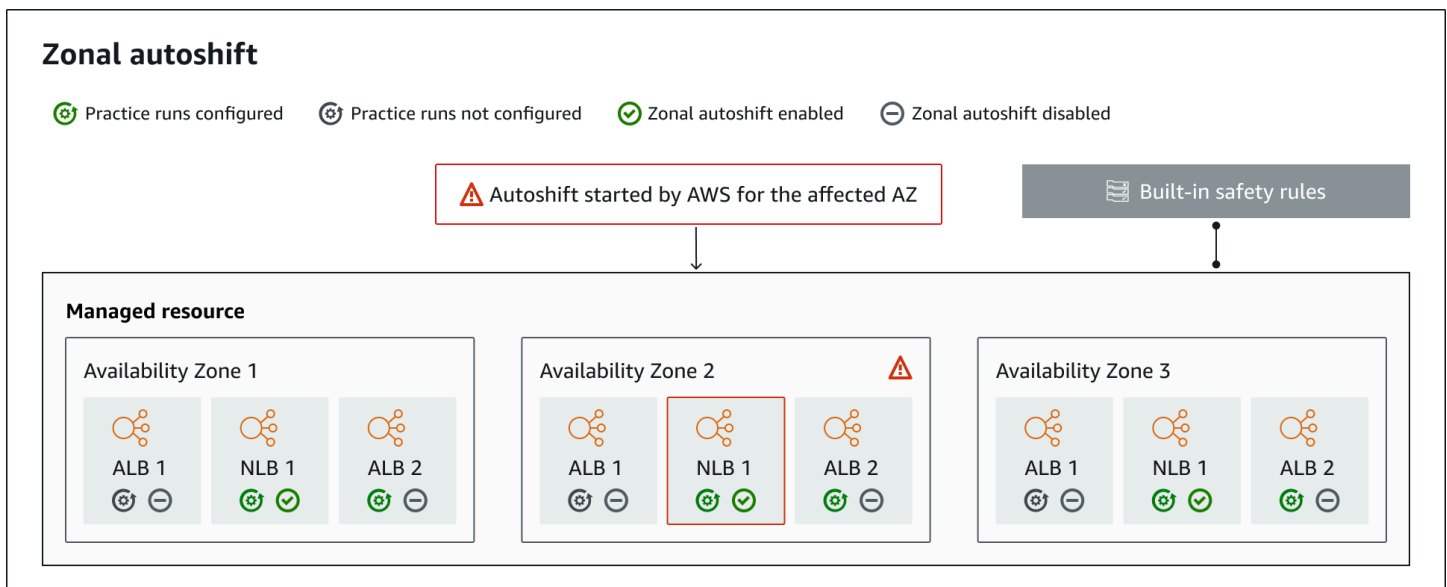 Zonal autoshift
Practice runs configured
Practice runs not configured
Zonal autoshift enabled
Zonal autoshift disabled
Autoshift started by AWS for the affected AZ
Built-in safety rules
Managed resource
Availability Zone 1
ALB 1
NLB 1
ALB 2
Availability Zone 2
ALB 1
NLB 1
ALB 2
Availability Zone 3
ALB 1
NLB 1
ALB 2